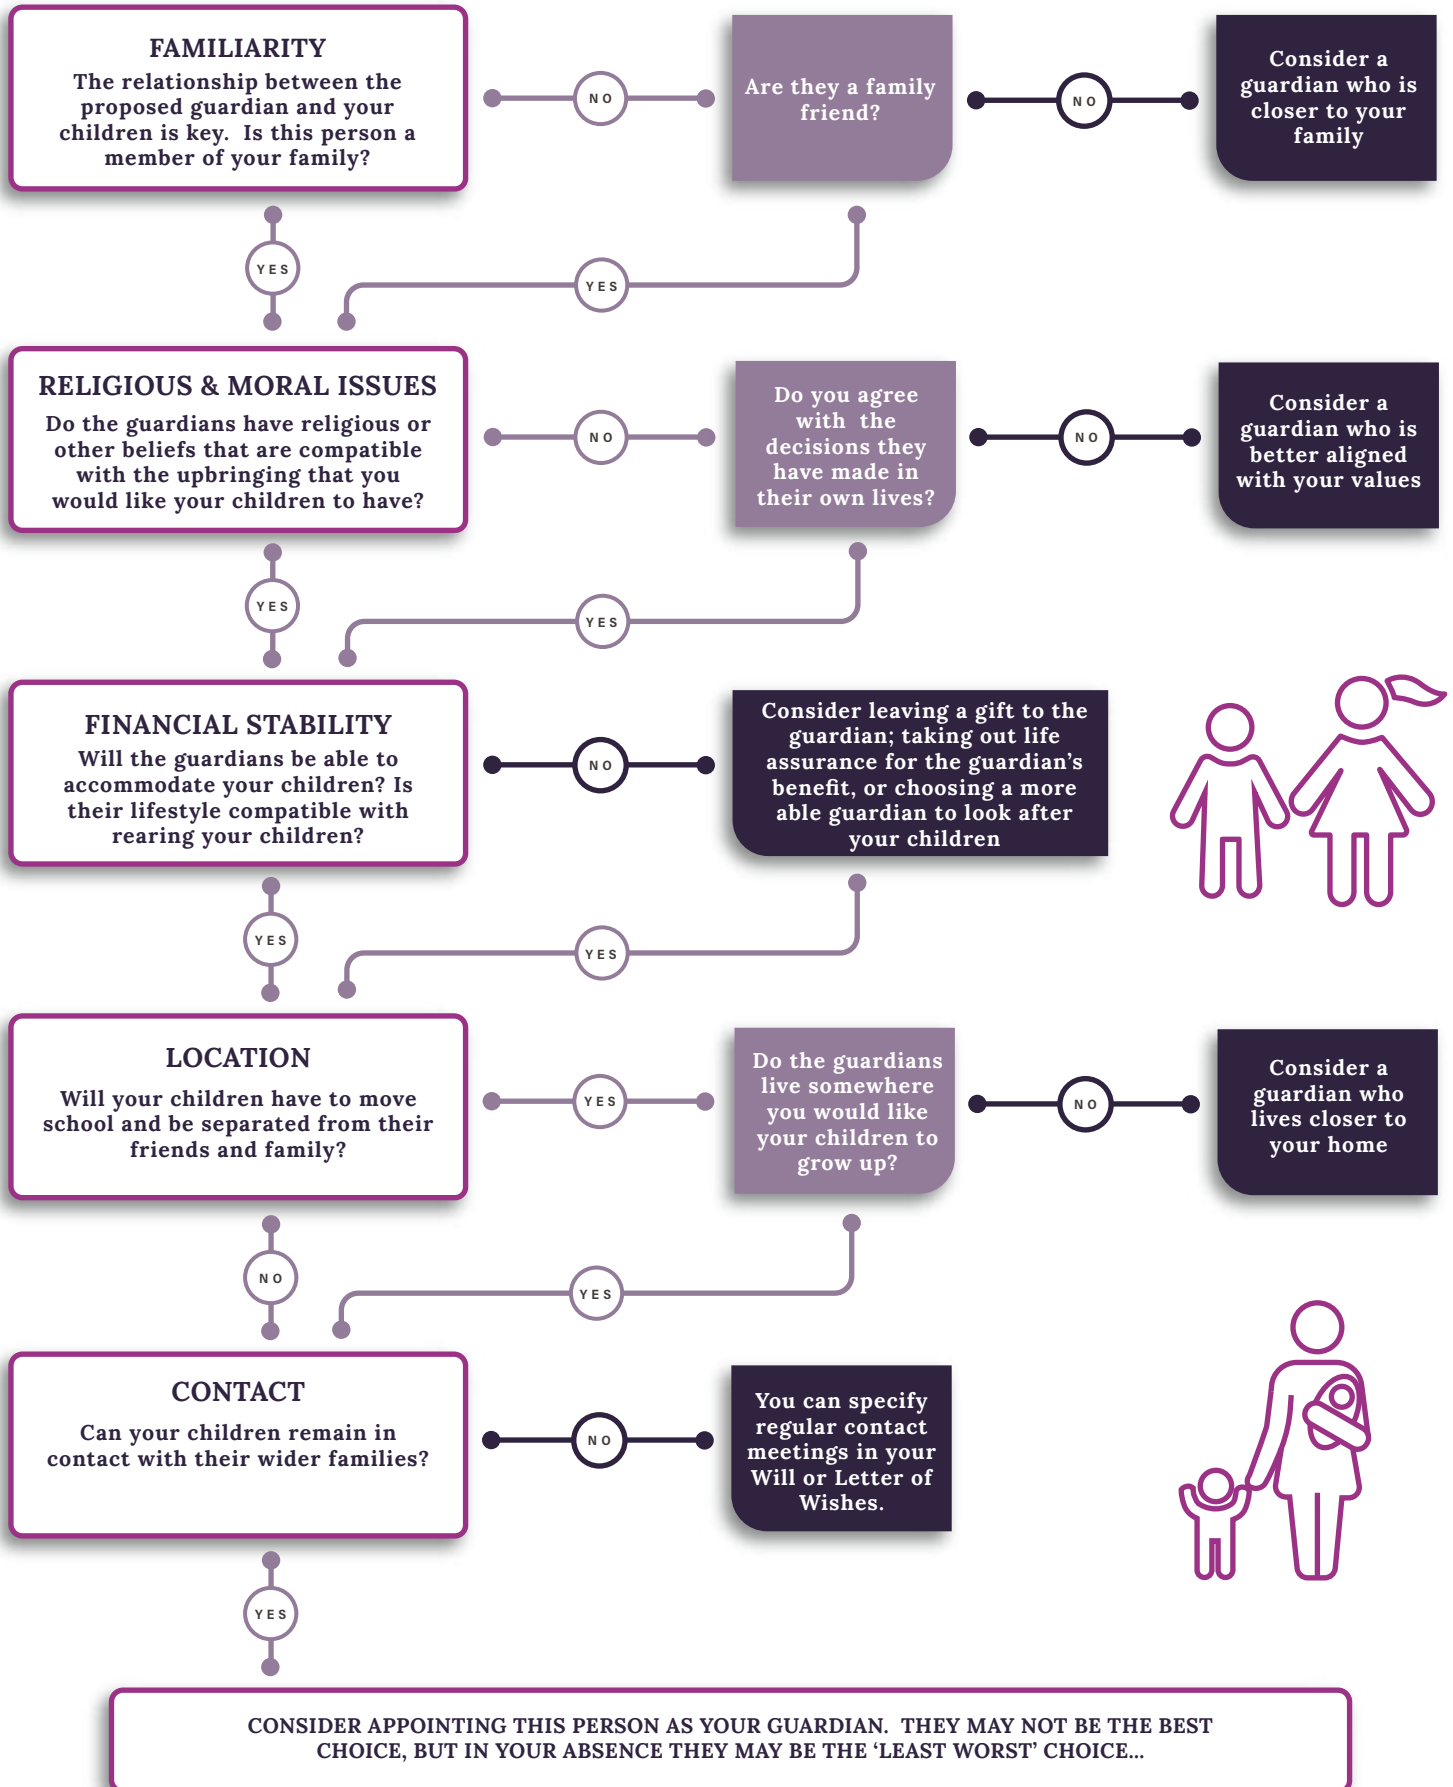 FAMILIARITY
The relationship between the
proposed guardian and your
children is key.  Is this person a
member of your family?
NO
Are they a family
friend?
NO
Consider a
guardian who is
closer to your
family
YES
YES
RELIGIOUS & MORAL ISSUES
Do the guardians have religious or
other beliefs that are compatible
with the upbringing that you
would like your children to have?
NO
Do you agree
with  the
decisions they
have made in
their own lives?
NO
Consider a
guardian who is
better aligned
with your values
YES
YES
FINANCIAL STABILITY
Will the guardians be able to
accommodate your children? Is
their lifestyle compatible with
rearing your children?
NO
Consider leaving a gift to the
guardian; taking out life
assurance for the guardian’s
benefit, or choosing a more
able guardian to look after
your children
YES
YES
LOCATION
Will your children have to move
school and be separated from their
friends and family?
YES
Do the guardians
live somewhere
you would like
your children to
grow up?
NO
Consider a
guardian who
lives closer to
your home
NO
YES
CONTACT
Can your children remain in
contact with their wider families?
NO
You can specify
regular contact
meetings in your
Will or Letter of
Wishes.
YES
CONSIDER APPOINTING THIS PERSON AS YOUR GUARDIAN.  THEY MAY NOT BE THE BEST
CHOICE, BUT IN YOUR ABSENCE THEY MAY BE THE ‘LEAST WORST’ CHOICE...